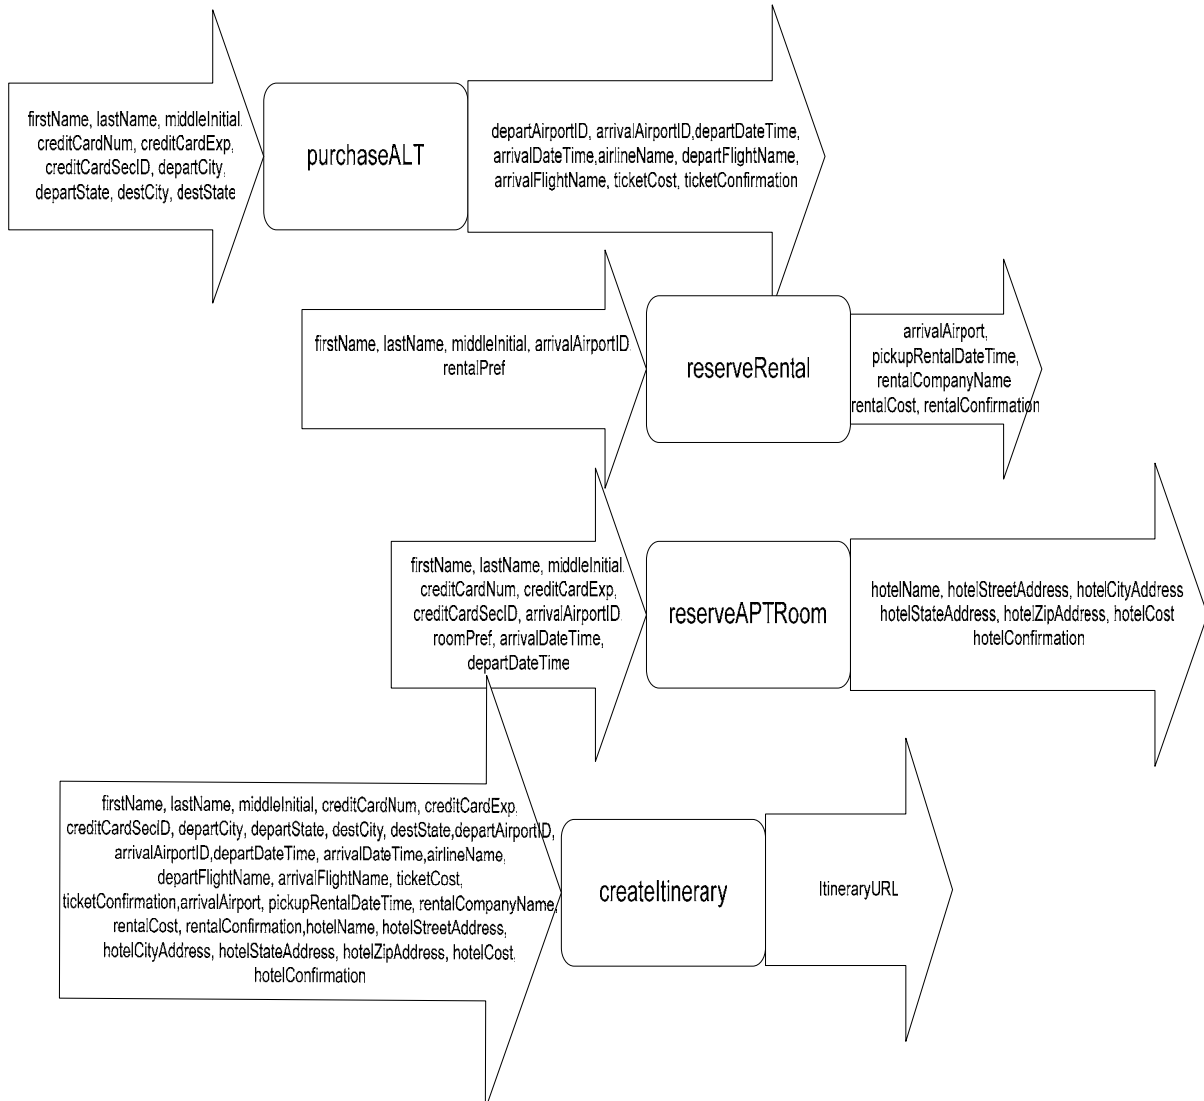 firstName, lastName, middleInitial,
creditCardNum, creditCardExp,
creditCardSecID, departCity,
departState, destCity, destState
purchaseALT
departAirportID, arrivalAirportID,departDateTime,
arrivalDateTime,airlineName, departFlightName,
arrivalFlightName, ticketCost, ticketConfirmation
firstName, lastName, middleInitial, arrivalAirportID
rentalPref
reserveRental
arrivalAirport,
pickupRentalDateTime,
rentalCompanyName
rentalCost, rentalConfirmation
firstName, lastName, middleInitial,
creditCardNum, creditCardExp,
creditCardSecID, arrivalAirportID
roomPref, arrivalDateTime,
departDateTime
reserveAPTRoom
hotelName, hotelStreetAddress, hotelCityAddress
hotelStateAddress, hotelZipAddress, hotelCost
hotelConfirmation
firstName, lastName, middleInitial, creditCardNum, creditCardExp,
creditCardSecID, departCity, departState, destCity, destState,departAirportID,
arrivalAirportID,departDateTime, arrivalDateTime,airlineName,
departFlightName, arrivalFlightName, ticketCost,
ticketConfirmation,arrivalAirport, pickupRentalDateTime, rentalCompanyName,
rentalCost, rentalConfirmation,hotelName, hotelStreetAddress,
hotelCityAddress, hotelStateAddress, hotelZipAddress, hotelCost,
hotelConfirmation
createItinerary
ItineraryURL